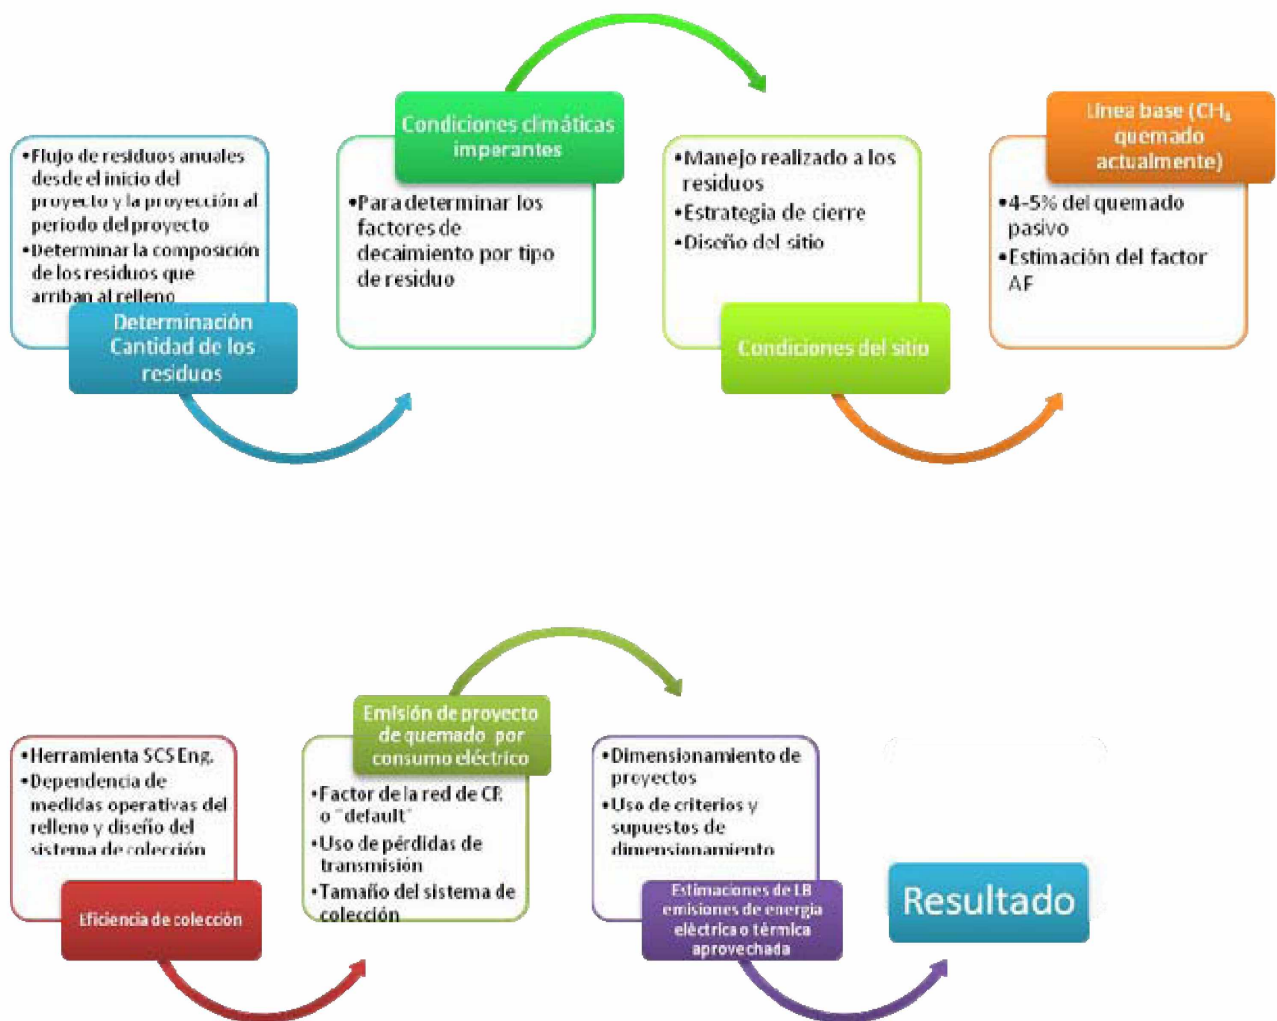 •Flujo de residuos anuales
desde el inicio del
proyecto y la proyección al
periodo del proyecto
•Determinar la composición
de los residuos que
arriban al relleno
Determinación
Cantidad de los
residuos
Condiciones climáticas
imperantes
•Para determinar los
factores de
decaimiento por tipo
de residuo
•Manejo realizado a los
residuos
•Estrategia de cierre
•Diseño del sitio
Condiciones del sitio
Línea base (CH₄
quemado
actualmente)
•4-5% del quemado
pasivo
•Estimación del factor
AF
•Herramienta SCS Eng.
•Dependencia de
medidas operativas del
relleno y diseño del
sistema de colección
Eficiencia de colección
Emisión de proyecto
de quemado por
consumo eléctrico
•Factor de la red de CR
o "default"
•Uso de pérdidas de
transmisión
•Tamaño del sistema de
colección
•Dimensionamiento de
proyectos
•Uso de criterios y
supuestos de
dimensionamiento
Estimaciones de LB
emisiones de energía
eléctrica o térmica
aprovechada
Resultado